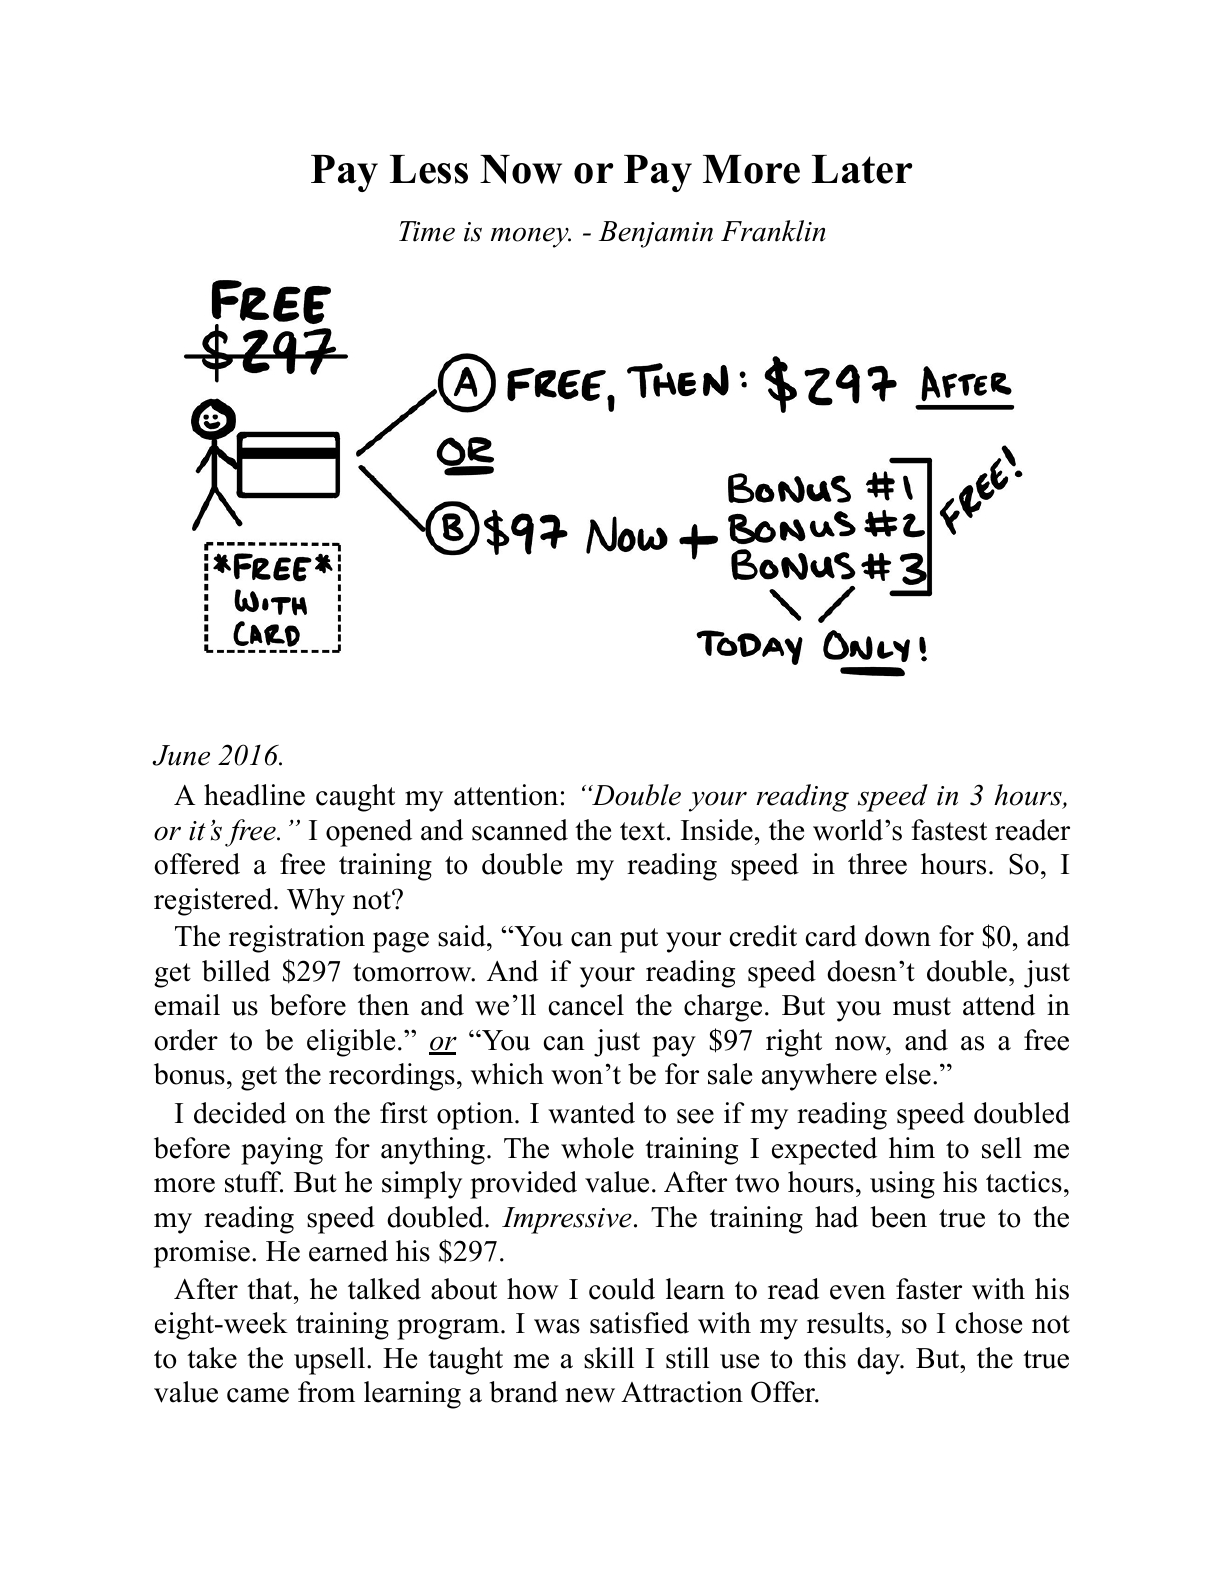 Pay Less Now or Pay More Later
Time is money. - Benjamin Franklin
FREE
$297
A FREE, THEN: $297 AFTER
OR
B $97 NOW + BONUS #1
BONUS #2
BONUS #3
FREE!
TODAY ONLY!
*FREE*
WITH
CARD
June 2016.
A headline caught my attention: “Double your reading speed in 3 hours,
or it’s free.” I opened and scanned the text. Inside, the world’s fastest reader
offered a free training to double my reading speed in three hours. So, I
registered. Why not?
The registration page said, “You can put your credit card down for $0, and
get billed $297 tomorrow. And if your reading speed doesn’t double, just
email us before then and we’ll cancel the charge. But you must attend in
order to be eligible.” or “You can just pay $97 right now, and as a free
bonus, get the recordings, which won’t be for sale anywhere else.”
I decided on the first option. I wanted to see if my reading speed doubled
before paying for anything. The whole training I expected him to sell me
more stuff. But he simply provided value. After two hours, using his tactics,
my reading speed doubled. Impressive. The training had been true to the
promise. He earned his $297.
After that, he talked about how I could learn to read even faster with his
eight-week training program. I was satisfied with my results, so I chose not
to take the upsell. He taught me a skill I still use to this day. But, the true
value came from learning a brand new Attraction Offer.